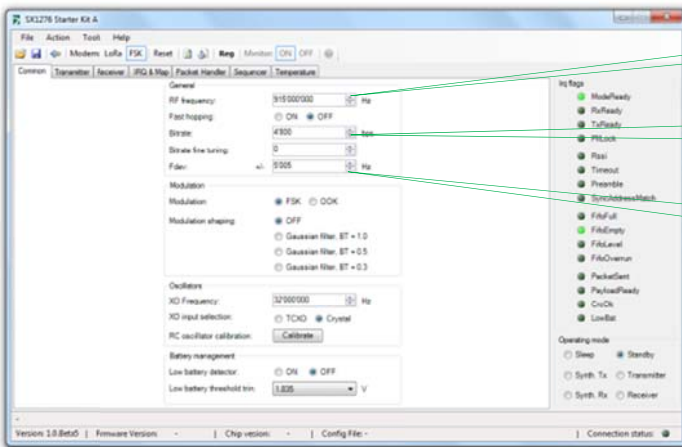 SX1276 Starter Kit A
File Action Tools Help
Modem: LoRa FSK Reset Reg Monitor: ON OFF
Common Transmitter Receiver IRQ & Map Packet Handler Sequencer Temperature
General
RF frequency: 915'000'000 Hz
Fast hopping: ON OFF
Bitrate: 4'800 bps
Bitrate fine tuning: 0
Fdev: +/- 5'005 Hz
Modulation
Modulation: FSK OOK
Modulation shaping: OFF
Gaussian filter, BT = 1.0
Gaussian filter, BT = 0.5
Gaussian filter, BT = 0.3
Oscillators
XO Frequency: 32'000'000 Hz
XO input selection: TCXO Crystal
RC oscillator calibration: Calibrate
Battery management
Low battery detector: ON OFF
Low battery threshold trim: 1.835 V
Irq flags
ModeReady
RxReady
TxReady
PllLock
Rssi
Timeout
Preamble
SyncAddressMatch
FifoFull
FifoEmpty
FifoLevel
FifoOverrun
PacketSent
PayloadReady
CrcOk
LowBat
Operating mode
Sleep Standby
Synth. Tx Transmitter
Synth. Rx Receiver
-
Version: 1.0.Beta5 | Firmware Version: - | Chip version: - | Config File: - | Connection status: